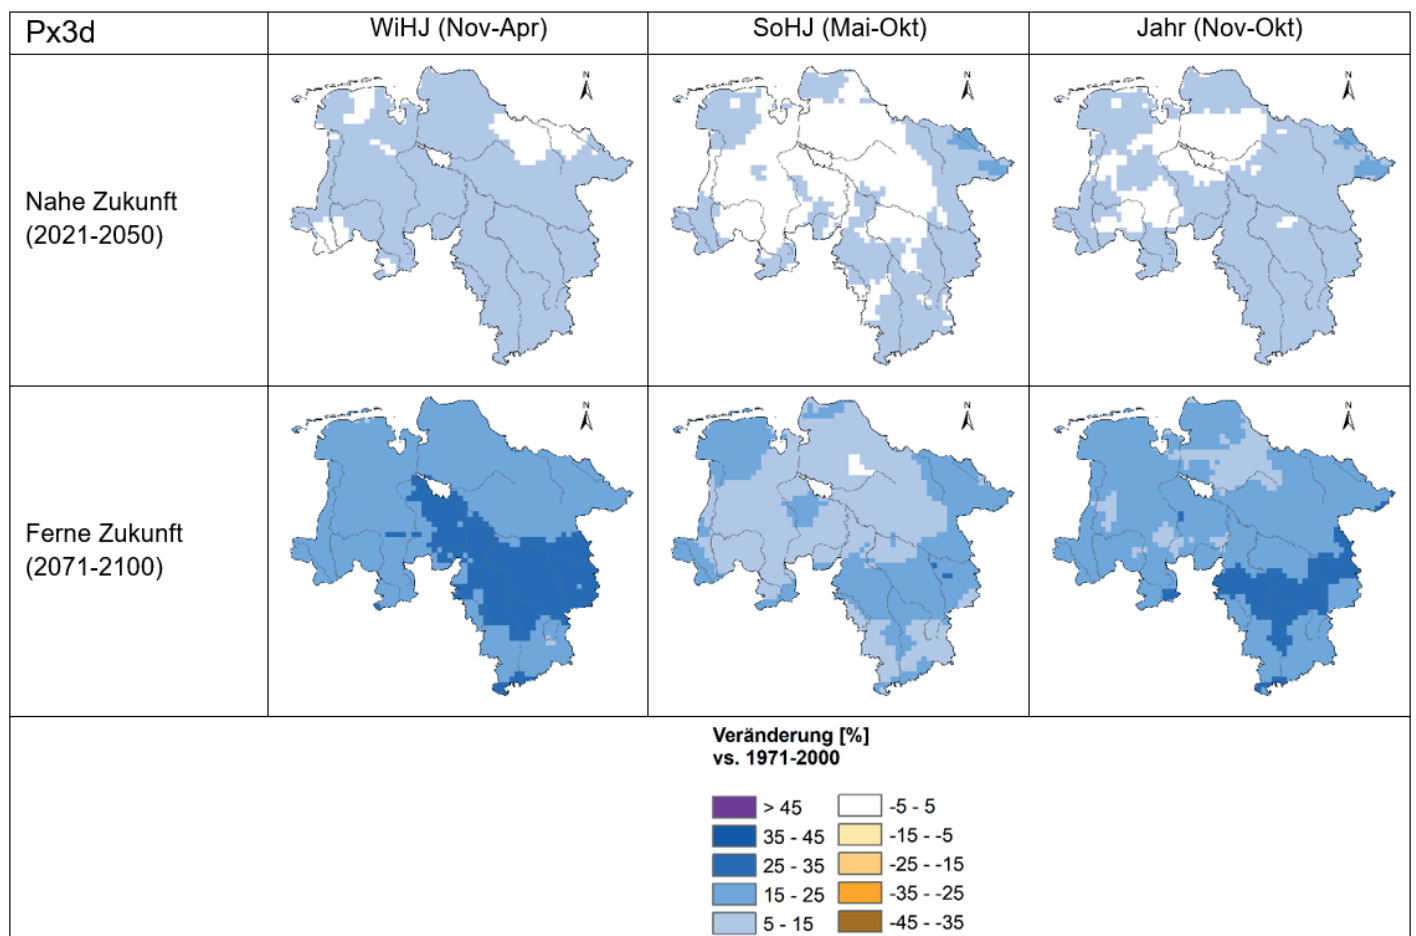 Px3d
WiHJ (Nov-Apr)
SoHJ (Mai-Okt)
Jahr (Nov-Okt)
Nahe Zukunft
(2021-2050)
N
N
N
Ferne Zukunft
(2071-2100)
N
N
N
Veränderung [%]
vs. 1971-2000
> 45
35 - 45
25 - 35
15 - 25
5 - 15
-5 - 5
-15 - -5
-25 - -15
-35 - -25
-45 - -35